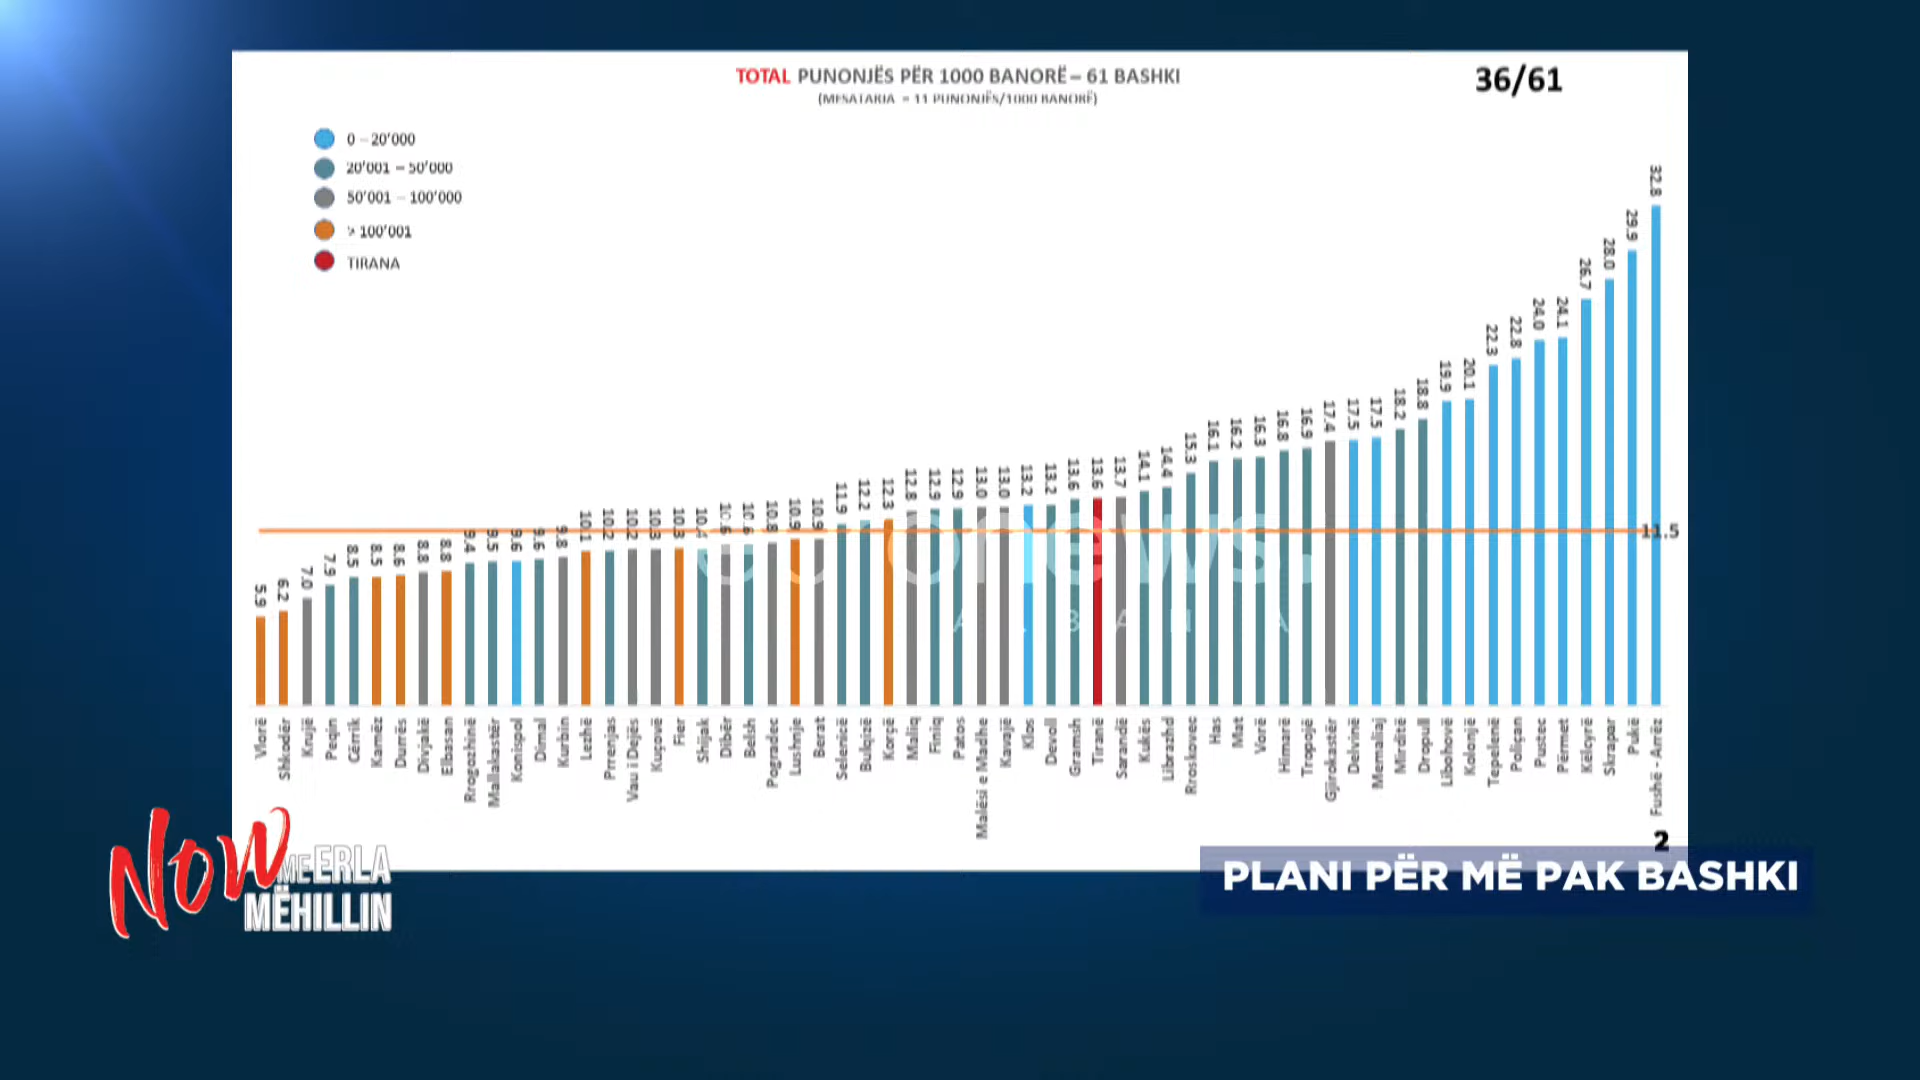 TOTAL PUNONJËS PËR 1000 BANORË – 61 BASHKI
36/61
(MESATARJA = 11 PUNONJËS/1000 BANORË)
0 – 20’000
20’001 – 50’000
50’001 – 100’000
> 100’001
TIRANA
5.9
6.2
7.0
7.9
8.5
8.5
8.6
8.8
8.8
9.4
9.5
9.6
9.6
9.8
10.1
10.2
10.2
10.3
10.3
10.4
10.6
10.6
10.8
10.9
10.9
11.9
12.2
12.3
12.8
12.9
12.9
13.0
13.0
13.2
13.2
13.6
13.6
13.7
14.1
14.4
15.3
16.1
16.2
16.3
16.8
16.9
17.4
17.5
17.5
18.2
18.8
19.9
20.1
22.3
22.8
24.0
24.1
26.7
28.0
29.9
32.8
11.5
euronews.
ALBANIA
Vlorë
Shkodër
Krujë
Peqin
Cërrik
Kamëz
Durrës
Divjakë
Elbasan
Rrogozhinë
Mallakastër
Konispol
Dimal
Kurbin
Lezhë
Prrenjas
Vau i Dejës
Kuçovë
Fier
Shijak
Dibër
Belsh
Pogradec
Lushnje
Berat
Selenicë
Bulqizë
Korçë
Maliq
Finiq
Patos
Malësi e Madhe
Kavajë
Klos
Devoll
Gramsh
Tiranë
Sarandë
Kukës
Librazhd
Rroskovec
Has
Mat
Vorë
Himarë
Tropojë
Gjirokastër
Delvinë
Memaliaj
Mirditë
Dropull
Libohovë
Kolonjë
Tepelenë
Poliçan
Pustec
Përmet
Këlcyrë
Skrapar
Pukë
Fushë - Arrëz
2
NOW ME ERLA
MËHILLIN
PLANI PËR MË PAK BASHKI